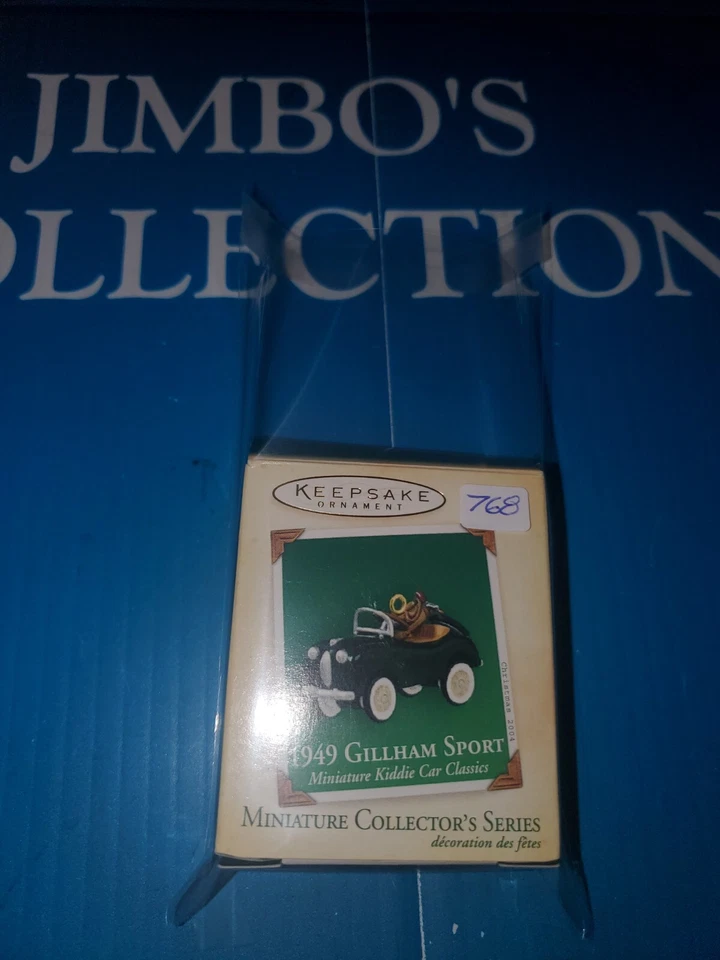 JIMBO'S
OLLECTION
KEEPSAKE
ORNAMENT
768
Christmas 2004
1949 GILLHAM SPORT
Miniature Kiddie Car Classics
MINIATURE COLLECTOR'S SERIES
décoration des fêtes